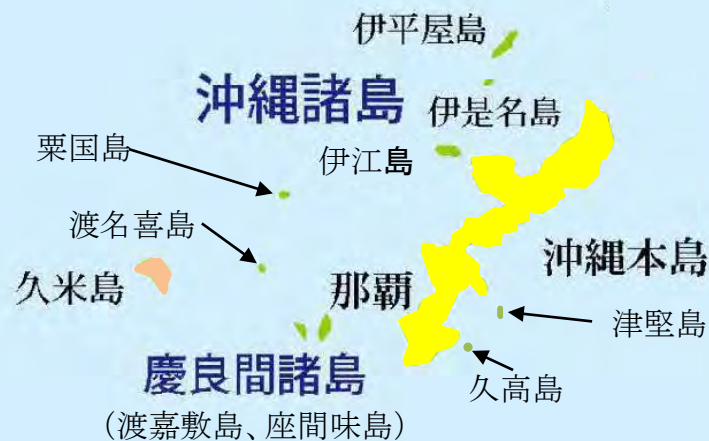 伊平屋島
沖縄諸島
伊是名島
粟国島
伊江島
渡名喜島
久米島
那覇
沖縄本島
津堅島
慶良間諸島
久高島
（渡嘉敷島、座間味島）